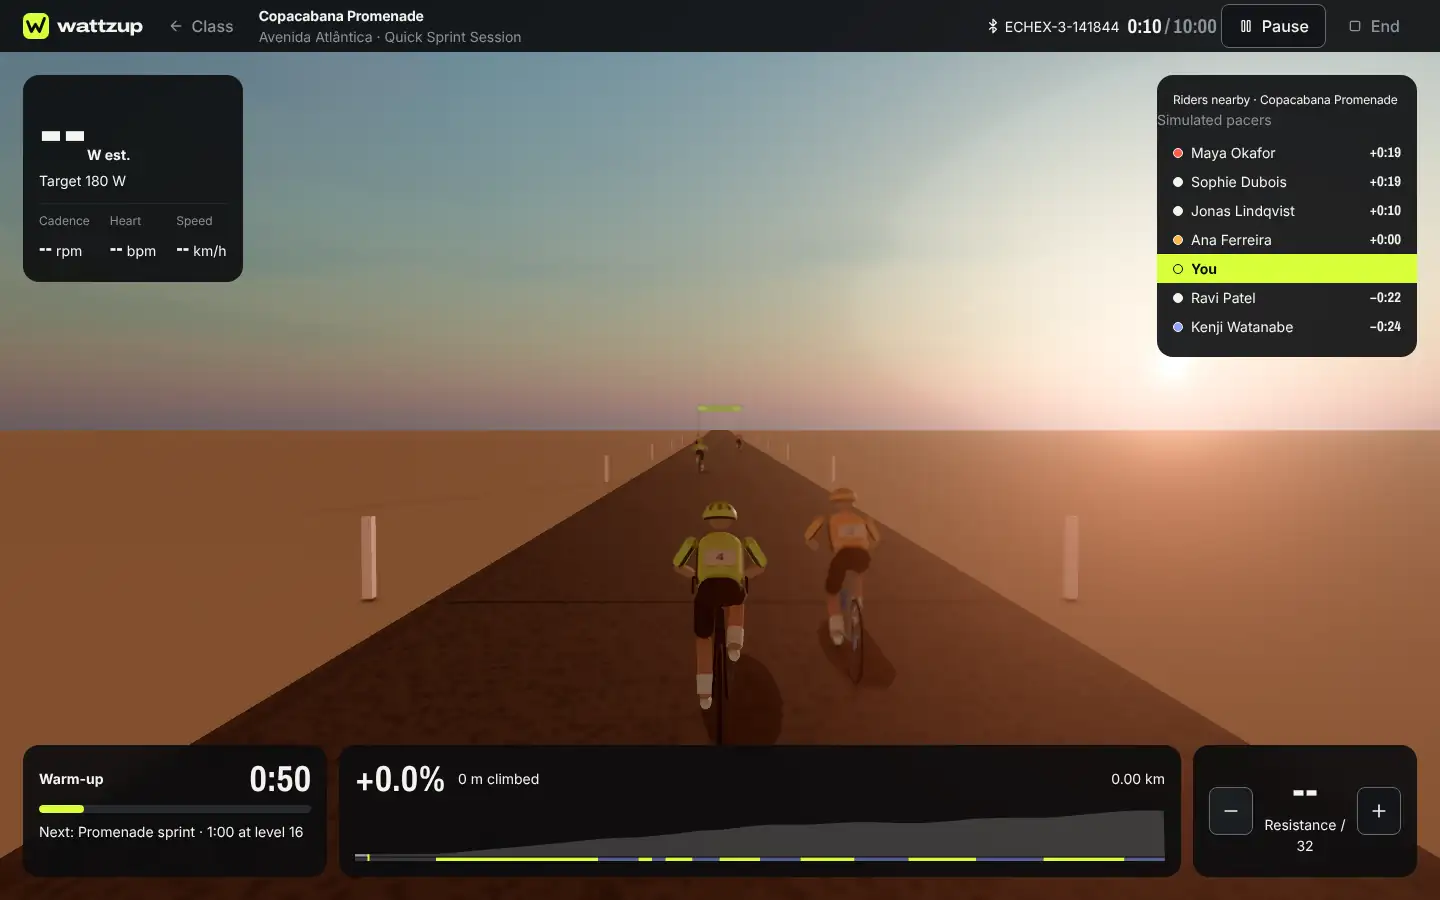 W wattzup
← Class
Copacabana Promenade
Avenida Atlântica · Quick Sprint Session
ECHEX-3-141844
0:10 / 10:00
Pause
End
-- W est.
Target 180 W
Cadence Heart Speed
-- rpm -- bpm -- km/h
Riders nearby · Copacabana Promenade
Simulated pacers
Maya Okafor +0:19
Sophie Dubois +0:19
Jonas Lindqvist +0:10
Ana Ferreira +0:00
You
Ravi Patel −0:22
Kenji Watanabe −0:24
4
Warm-up 0:50
Next: Promenade sprint · 1:00 at level 16
+0.0% 0 m climbed 0.00 km
−
--
+
Resistance /
32